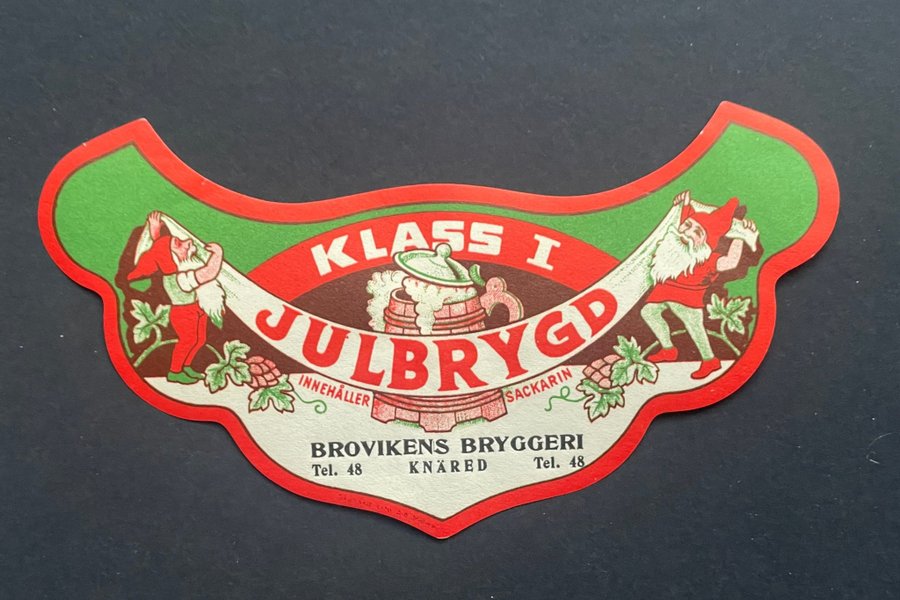 KLASS I
JULBRYGD
INNEHÅLLER SACKARIN
BROVIKENS BRYGGERI
Tel. 48 KNÄRED Tel. 48